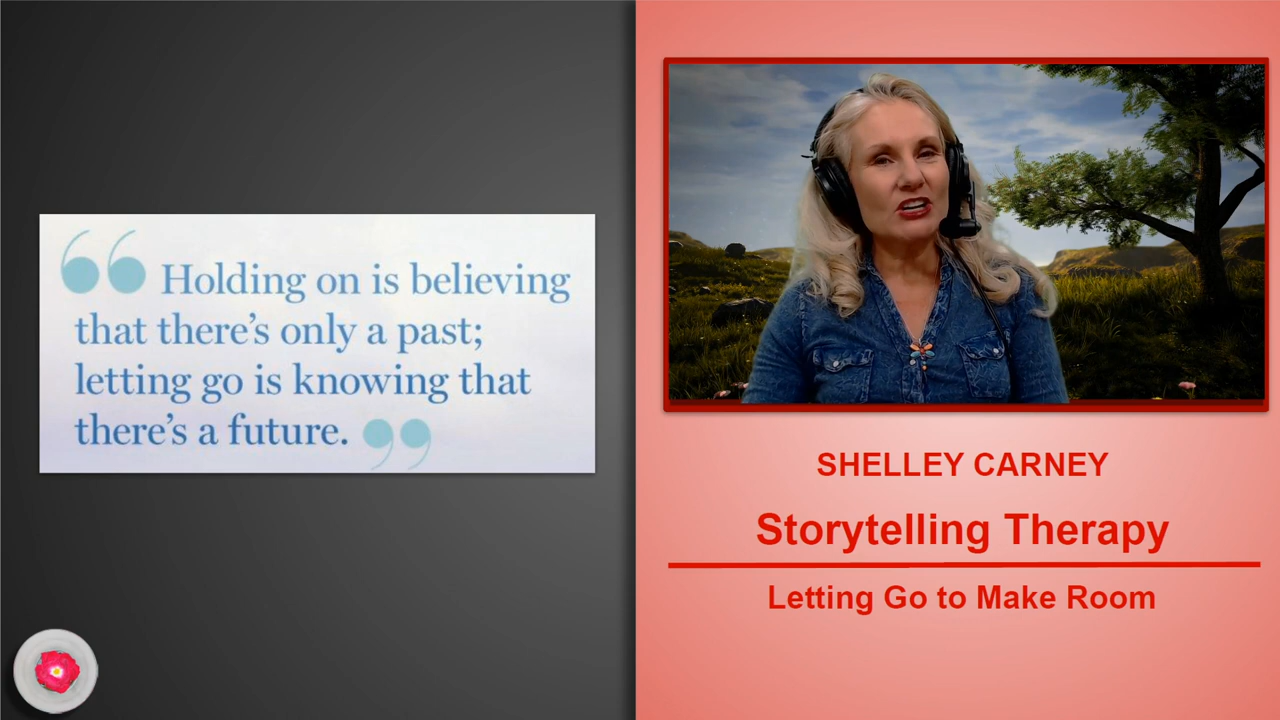 “ Holding on is believing
that there's only a past;
letting go is knowing that
there's a future. ”
SHELLEY CARNEY
Storytelling Therapy
Letting Go to Make Room